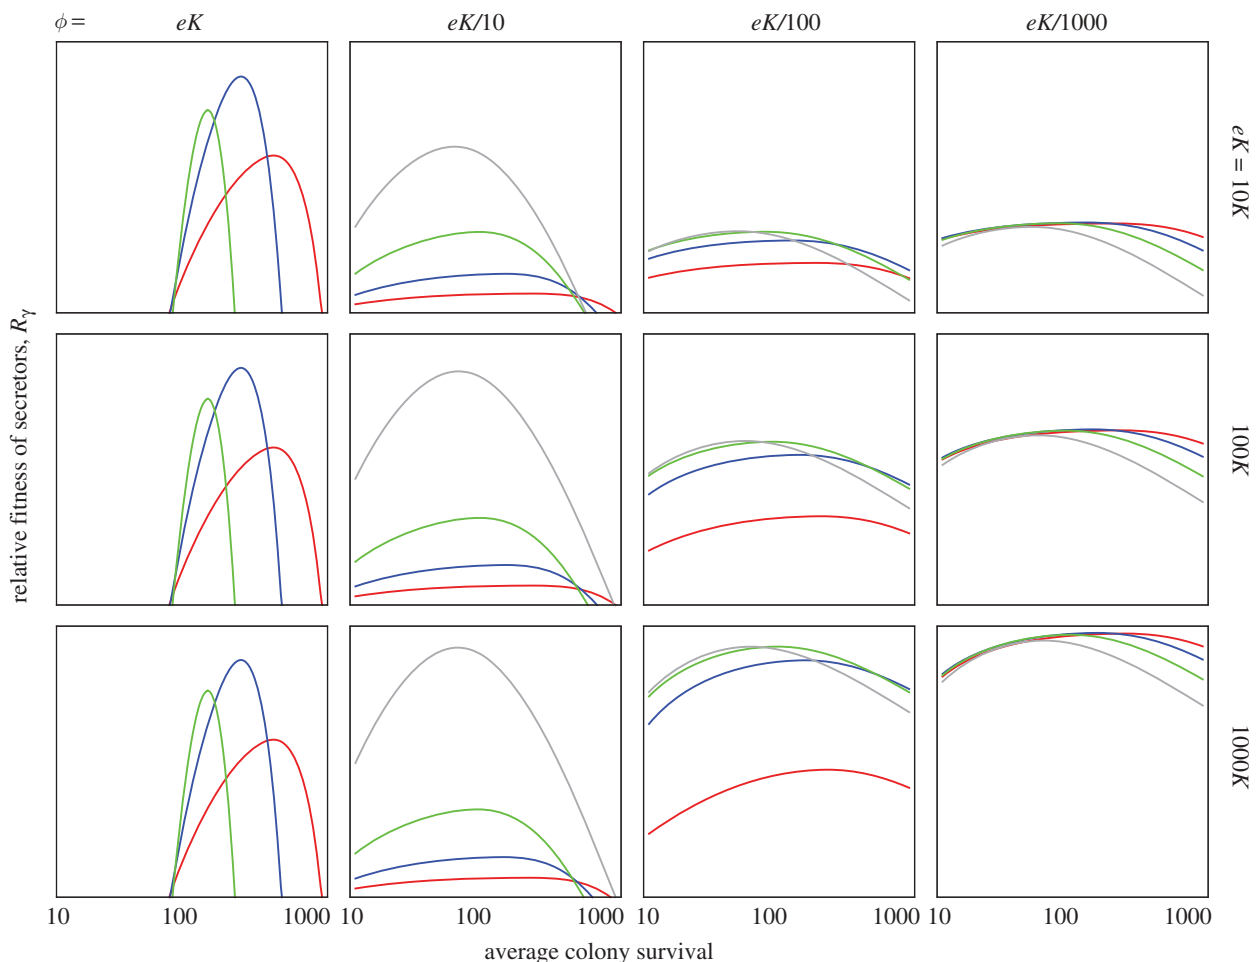 ϕ = eK eK/10 eK/100 eK/1000
eK = 10K
100K
1000K
relative fitness of secretors, Rγ
10 100 1000 10 100 1000 10 100 1000 10 100 1000
average colony survival